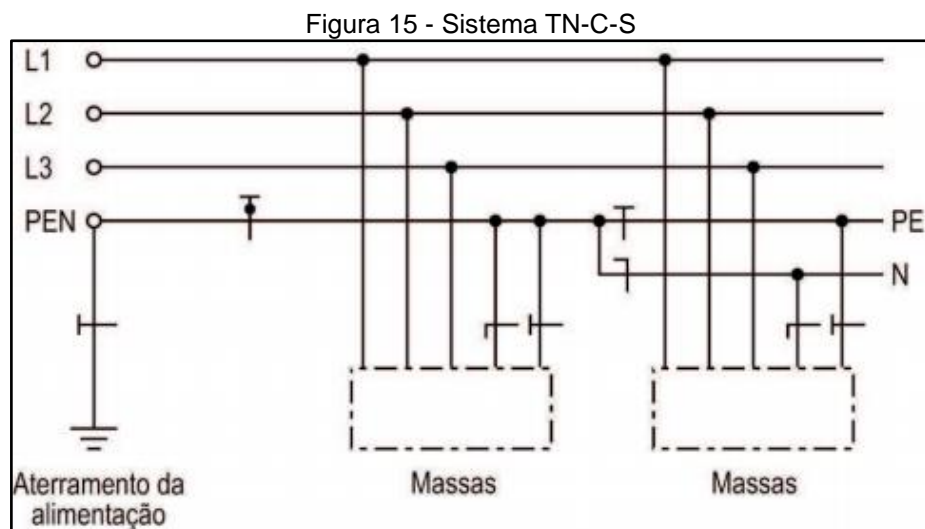 Figura 15 - Sistema TN-C-S
L1
L2
L3
PEN
PE
N
Aterramento da
alimentação
Massas
Massas